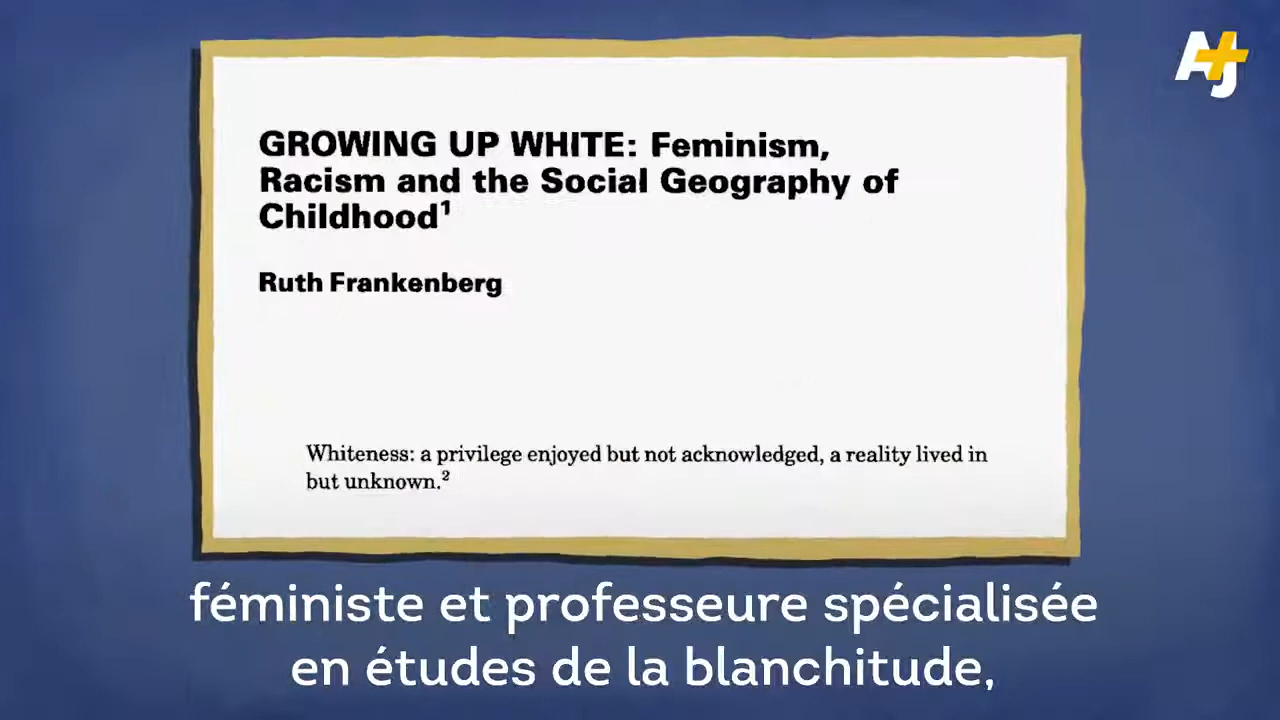 AJ+
GROWING UP WHITE: Feminism,
Racism and the Social Geography of
Childhood¹
Ruth Frankenberg
Whiteness: a privilege enjoyed but not acknowledged, a reality lived in
but unknown.²
féministe et professeure spécialisée
en études de la blanchitude,